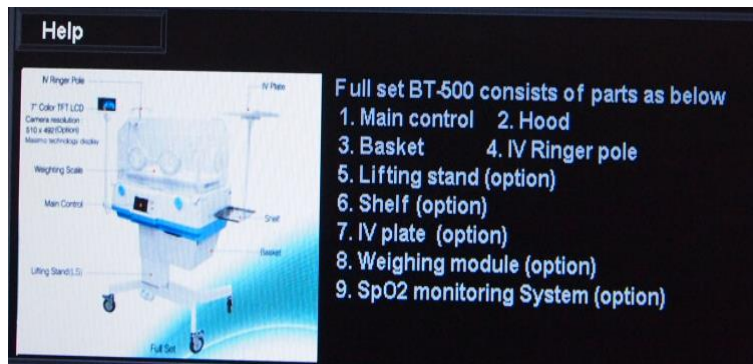 Help
IV Ringer Pole
IV Plate
7" Color TFT LCD
Camera resolution
510 x 492 (Option)
Masimo technology display
Weighting Scale
Main Control
Shelf
Basket
Lifting Stand(LS)
Full Set
Full set BT-500 consists of parts as below
1. Main control 2. Hood
3. Basket 4. IV Ringer pole
5. Lifting stand (option)
6. Shelf (option)
7. IV plate (option)
8. Weighing module (option)
9. SpO2 monitoring System (option)